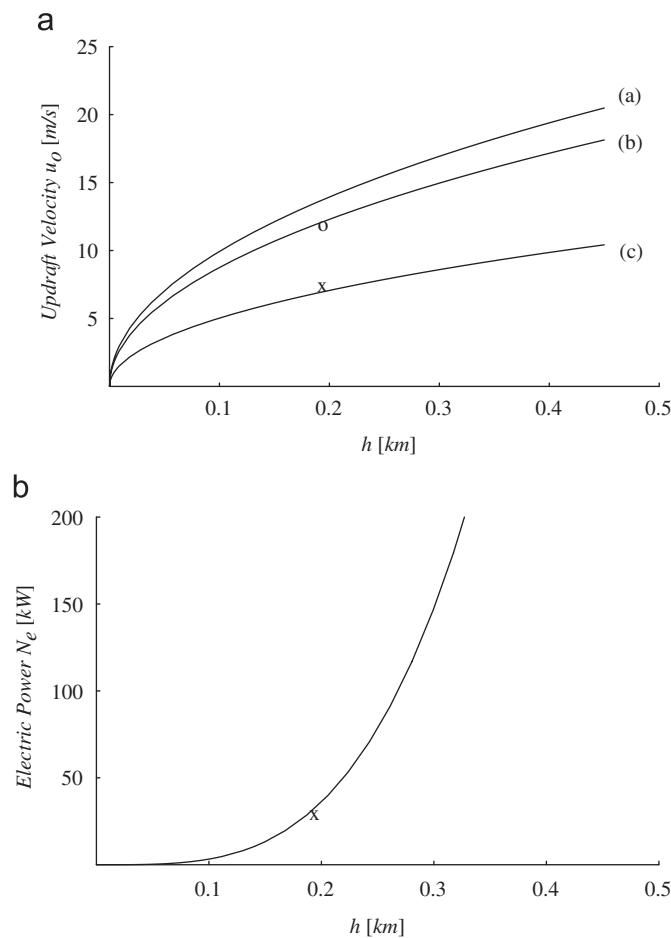 a
25
20
15
10
5
Updraft Velocity u_O [m/s]
(a)
(b)
(c)
o
x
0.1
0.2
0.3
0.4
0.5
h [km]
b
200
150
100
50
Electric Power N_e [kW]
x
0.1
0.2
0.3
0.4
0.5
h [km]